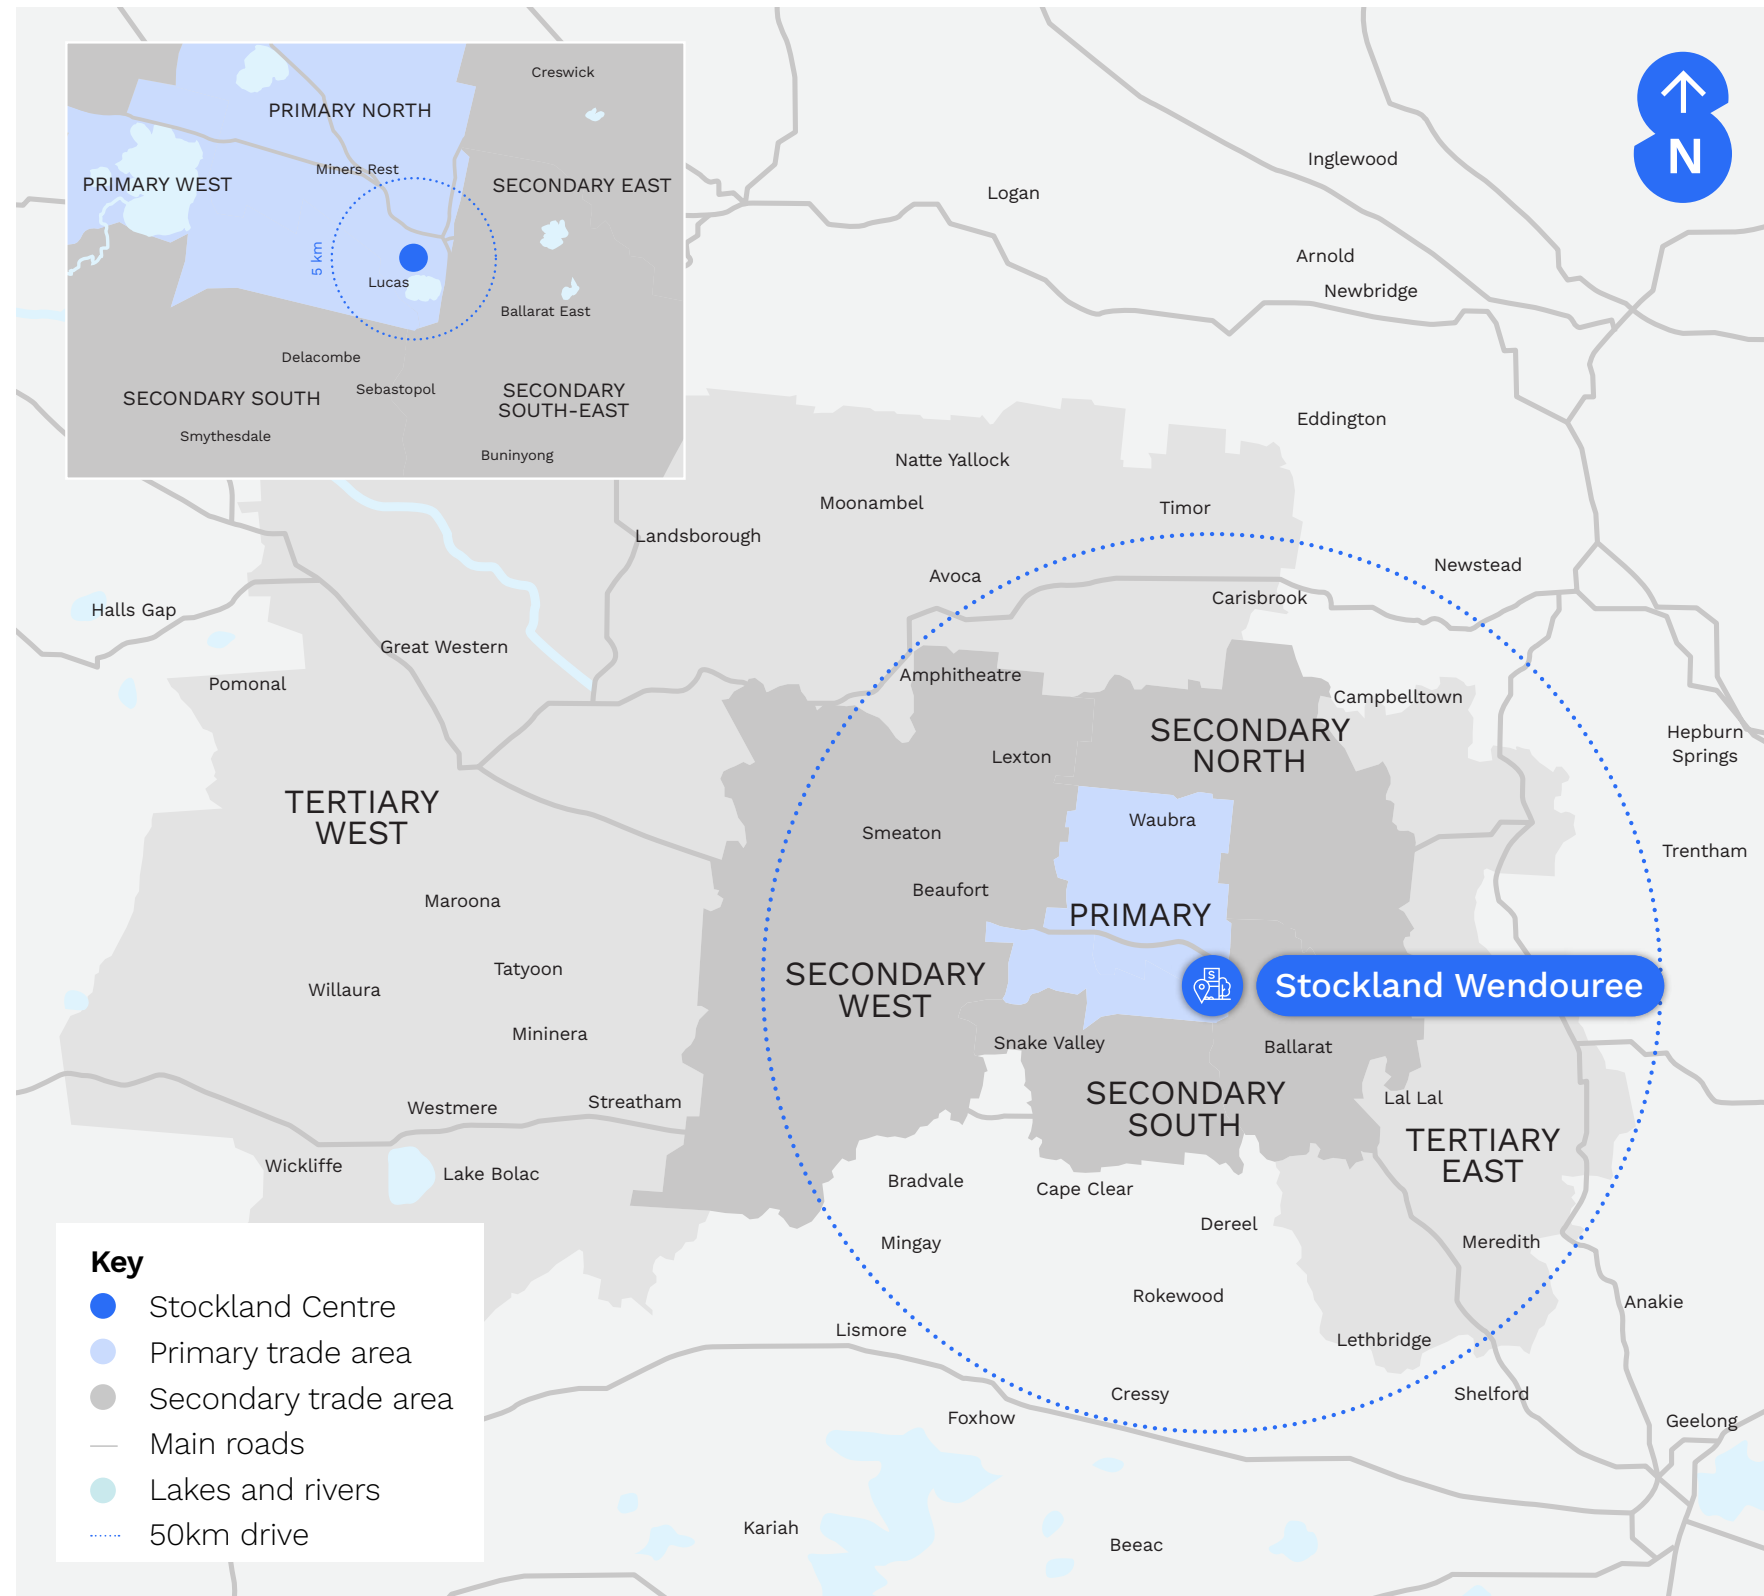 Creswick
PRIMARY NORTH
Miners Rest
PRIMARY WEST
SECONDARY EAST
5 km
Lucas
Ballarat East
Delacombe
Sebastopol
SECONDARY SOUTH
SECONDARY
SOUTH-EAST
Smythesdale
Buninyong
N
Inglewood
Logan
Arnold
Newbridge
Eddington
Natte Yallock
Moonambel
Timor
Landsborough
Avoca
Newstead
Carisbrook
Halls Gap
Great Western
Pomonal
Amphitheatre
Campbelltown
SECONDARY
NORTH
Hepburn
Springs
Lexton
TERTIARY
WEST
Waubra
Smeaton
Trentham
Beaufort
Maroona
PRIMARY
Tatyoon
Willaura
SECONDARY
WEST
S
Stockland Wendouree
Mininera
Snake Valley
Ballarat
Westmere
Streatham
SECONDARY
SOUTH
Lal Lal
TERTIARY
EAST
Wickliffe
Lake Bolac
Bradvale
Cape Clear
Dereel
Mingay
Meredith
Rokewood
Anakie
Lismore
Lethbridge
Cressy
Shelford
Foxhow
Geelong
Kariah
Beeac
Key
Stockland Centre
Primary trade area
Secondary trade area
Main roads
Lakes and rivers
50km drive